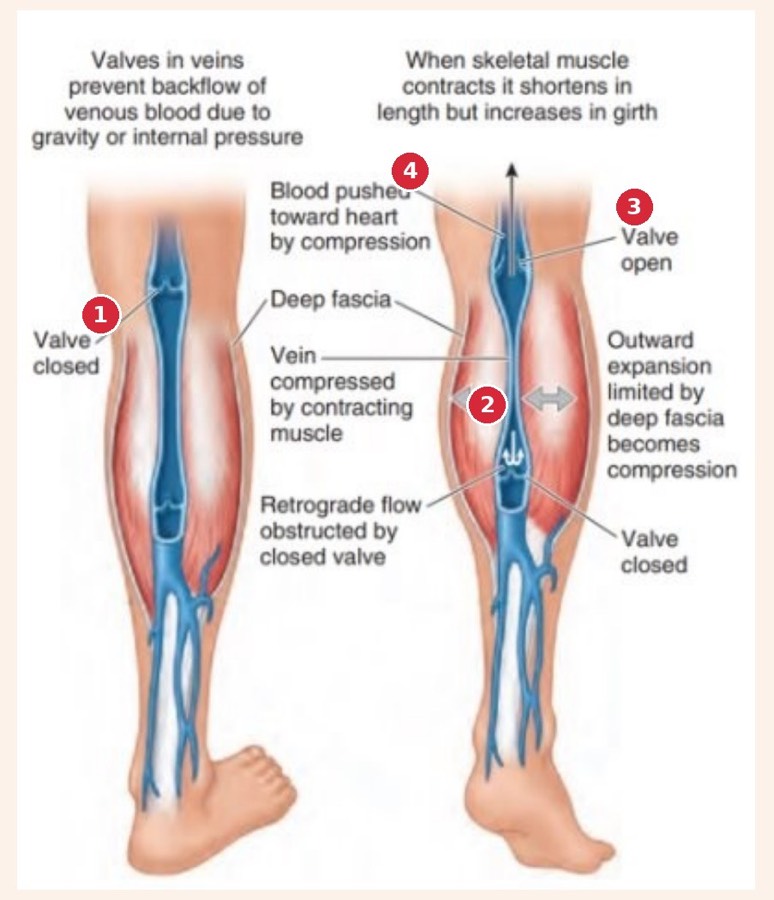 Valves in veins
prevent backflow of
venous blood due to
gravity or internal pressure
When skeletal muscle
contracts it shortens in
length but increases in girth
4
Blood pushed
toward heart
by compression
3
Valve
open
1
Valve
closed
Deep fascia
Vein
compressed
by contracting
muscle
2
Outward
expansion
limited by
deep fascia
becomes
compression
Retrograde flow
obstructed by
closed valve
Valve
closed